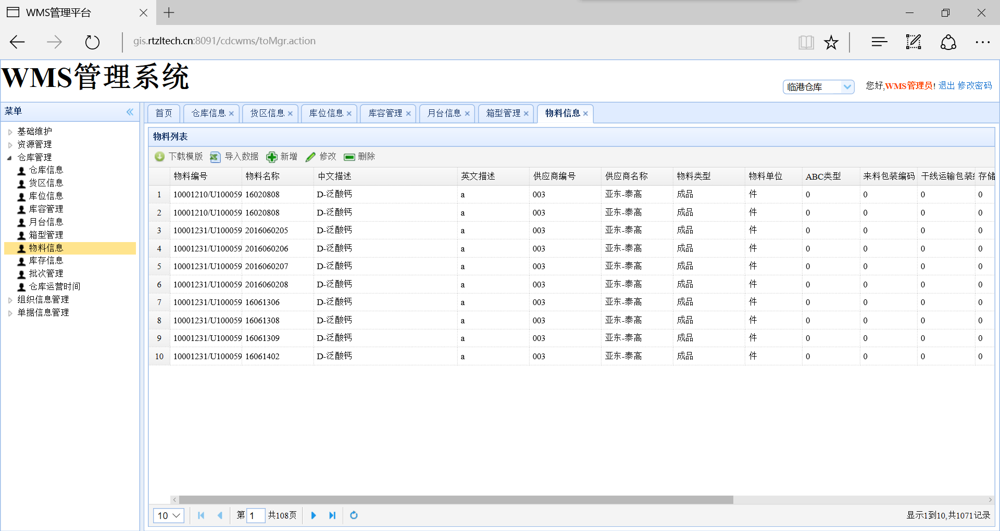 WMS管理平台
gis.rtzltech.cn:8091/cdcwms/toMgr.action
WMS管理系统
临港仓库 您好,WMS管理员! 退出 修改密码
菜单
基础维护
资源管理
仓库管理
仓库信息
货区信息
库位信息
库容管理
月台信息
箱型管理
物料信息
库存信息
批次管理
仓库运营时间
组织信息管理
单据信息管理
首页 仓库信息 货区信息 库位信息 库容管理 月台信息 箱型管理 物料信息
物料列表
下载模版 导入数据 新增 修改 删除
物料编号 物料名称 中文描述 英文描述 供应商编号 供应商名称 物料类型 物料单位 ABC类型 来料包装编码 干线运输包装 存储
1 10001210/U100059 16020808 D-泛酸钙 a 003 亚东-泰高 成品 件 0 0 0 0
2 10001210/U100059 16020808 D-泛酸钙 a 003 亚东-泰高 成品 件 0 0 0 0
3 10001231/U100059 2016060205 D-泛酸钙 a 003 亚东-泰高 成品 件 0 0 0 0
4 10001231/U100059 2016060206 D-泛酸钙 a 003 亚东-泰高 成品 件 0 0 0 0
5 10001231/U100059 2016060207 D-泛酸钙 a 003 亚东-泰高 成品 件 0 0 0 0
6 10001231/U100059 2016060208 D-泛酸钙 a 003 亚东-泰高 成品 件 0 0 0 0
7 10001231/U100059 16061306 D-泛酸钙 a 003 亚东-泰高 成品 件 0 0 0 0
8 10001231/U100059 16061308 D-泛酸钙 a 003 亚东-泰高 成品 件 0 0 0 0
9 10001231/U100059 16061309 D-泛酸钙 a 003 亚东-泰高 成品 件 0 0 0 0
10 10001231/U100059 16061402 D-泛酸钙 a 003 亚东-泰高 成品 件 0 0 0 0
10 第 1 共108页 显示1到10,共1071记录